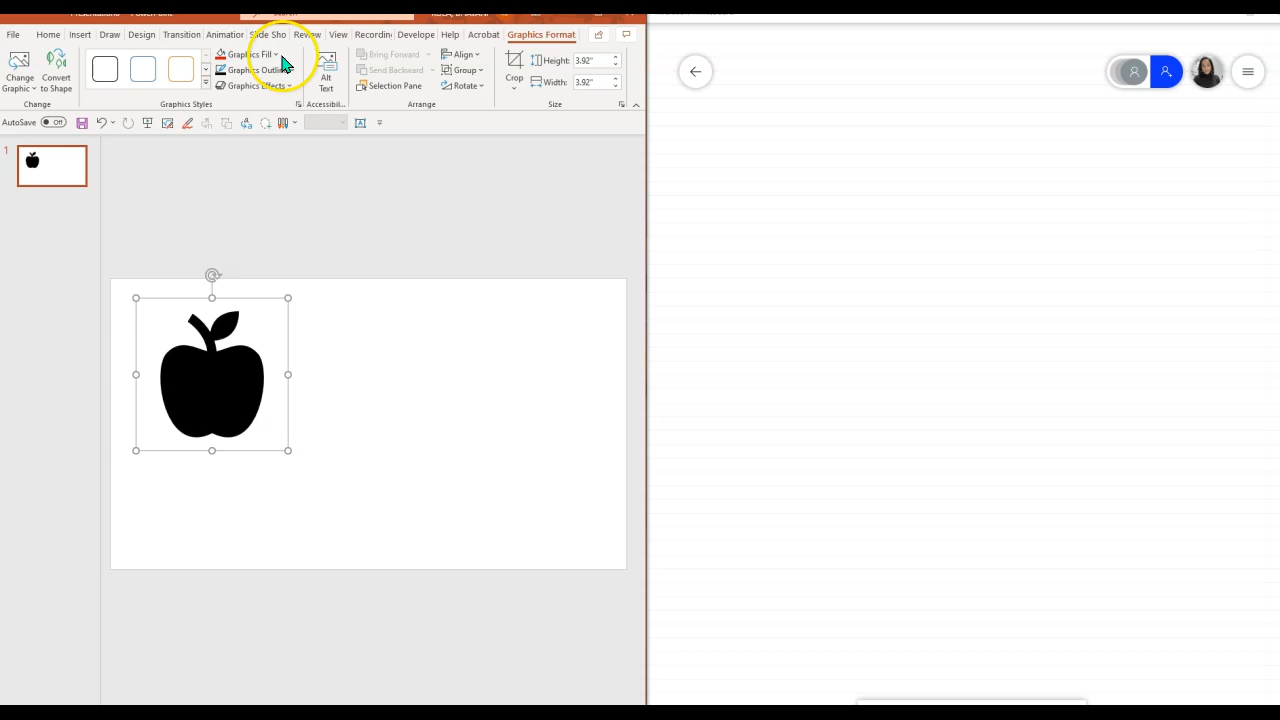 File Home Insert Draw Design Transition Animation Slide Sho Review View Recording Develope Help Acrobat Graphics Format
Change Graphic
Convert to Shape
Graphics Fill
Graphics Outline
Graphics Effects
Alt Text
Bring Forward
Send Backward
Selection Pane
Align
Group
Rotate
Crop
Height: 3.92"
Width: 3.92"
Change Graphics Styles Accessibil... Arrange Size
AutoSave Off
1